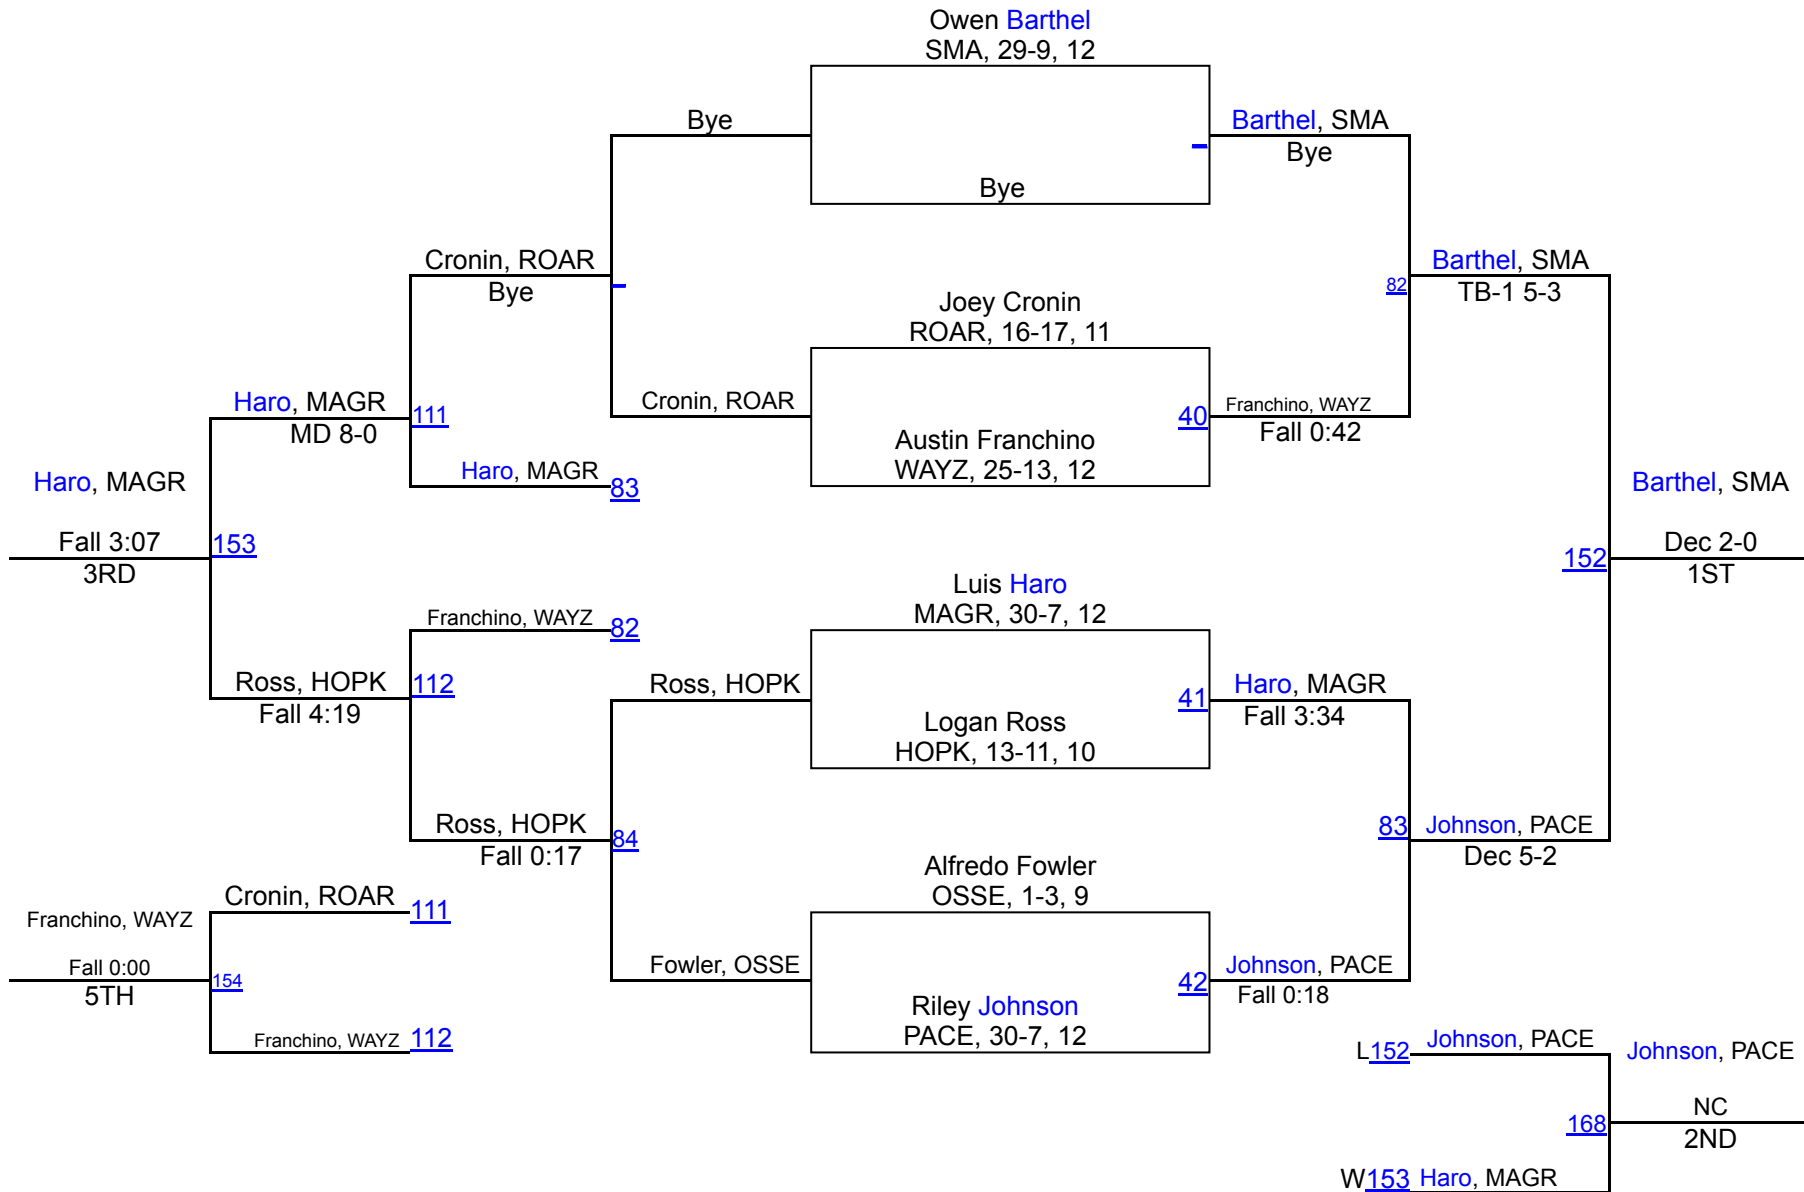 Owen Barthel
SMA, 29-9, 12
Bye
Barthel, SMA
Bye
Bye
Cronin, ROAR
Bye
Barthel, SMA
TB-1 5-3
82
Joey Cronin
ROAR, 16-17, 11
Haro, MAGR
MD 8-0
111
Cronin, ROAR
40
Franchino, WAYZ
Fall 0:42
Austin Franchino
WAYZ, 25-13, 12
Haro, MAGR
83
Haro, MAGR
Barthel, SMA
Fall 3:07
3RD
153
152
Dec 2-0
1ST
Luis Haro
MAGR, 30-7, 12
Franchino, WAYZ
82
Ross, HOPK
Fall 4:19
112
Ross, HOPK
41
Haro, MAGR
Fall 3:34
Logan Ross
HOPK, 13-11, 10
Ross, HOPK
Fall 0:17
84
83
Johnson, PACE
Dec 5-2
Alfredo Fowler
OSSE, 1-3, 9
Cronin, ROAR
111
Franchino, WAYZ
Fall 0:00
5TH
154
Fowler, OSSE
42
Johnson, PACE
Fall 0:18
Riley Johnson
PACE, 30-7, 12
Franchino, WAYZ
112
L152
Johnson, PACE
Johnson, PACE
NC
2ND
168
W153
Haro, MAGR